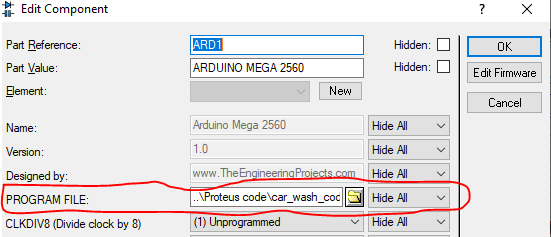 Edit Component
Part Reference: ARD1 Hidden: OK
Part Value: ARDUINO MEGA 2560 Hidden: Edit Firmware
Element: New Cancel
Name: Arduino Mega 2560 Hide All
Version: 1.0 Hide All
Designed by: www.TheEngineeringProjects.com Hide All
PROGRAM FILE: ..\Proteus code\car_wash_coc Hide All
CLKDIV8 (Divide clock by 8) (1) Unprogrammed Hide All